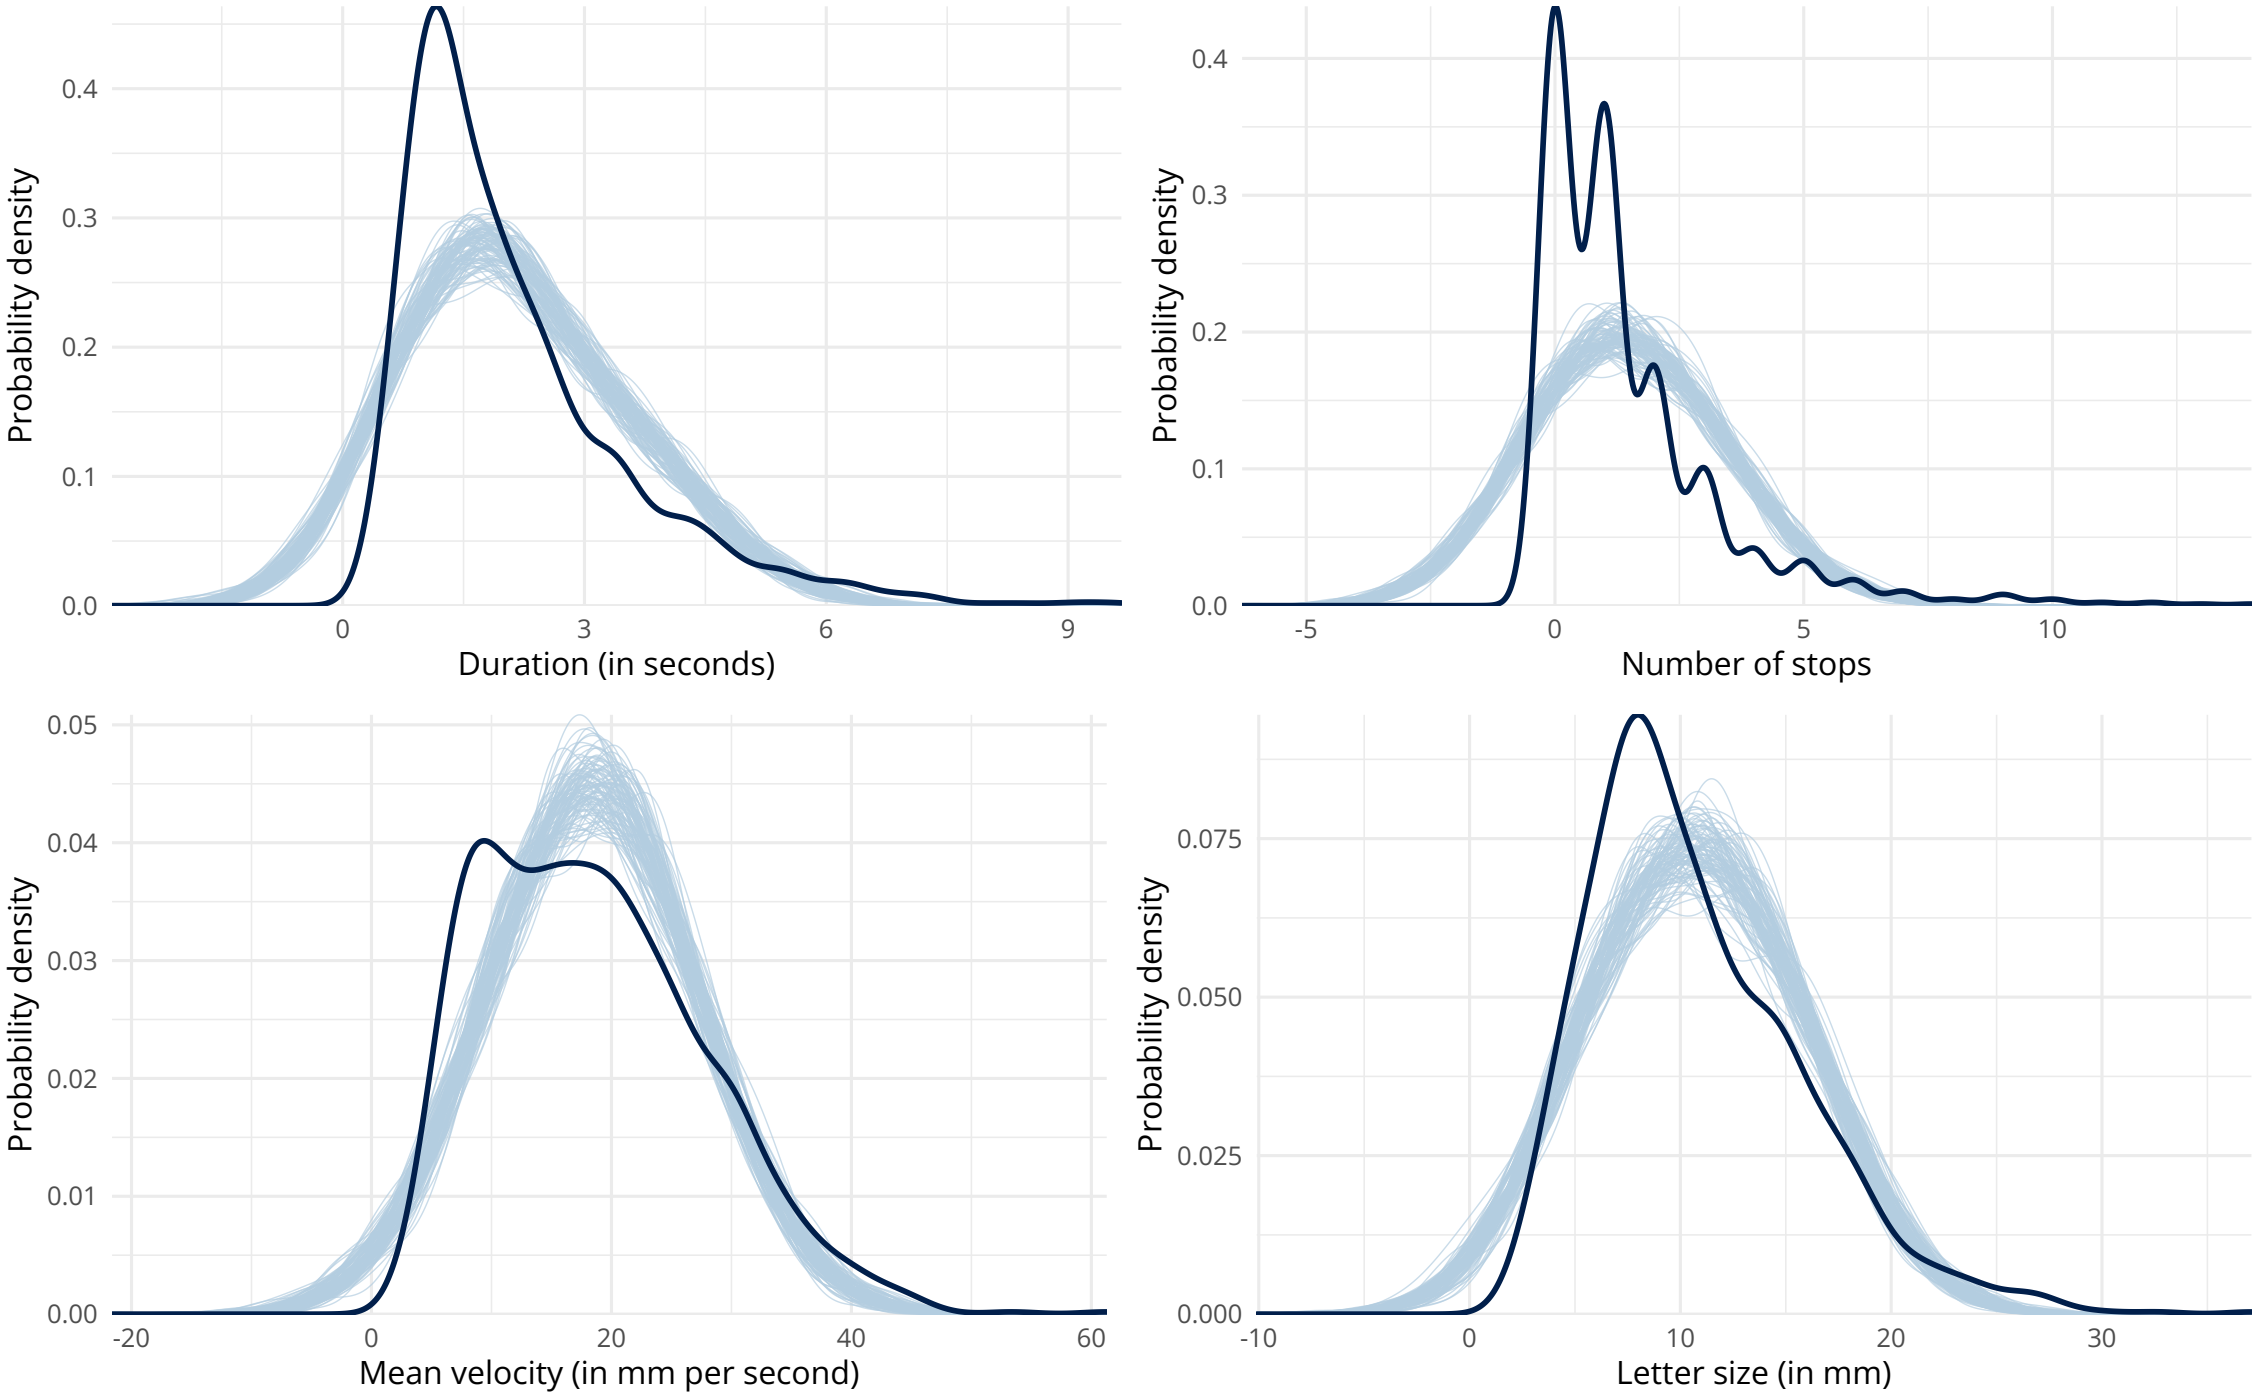 0.4
0.3
0.2
0.1
0.0
Probability density
0 3 6 9
Duration (in seconds)
0.4
0.3
0.2
0.1
0.0
Probability density
-5 0 5 10
Number of stops
0.05
0.04
0.03
0.02
0.01
0.00
Probability density
-20 0 20 40 60
Mean velocity (in mm per second)
0.075
0.050
0.025
0.000
Probability density
-10 0 10 20 30
Letter size (in mm)